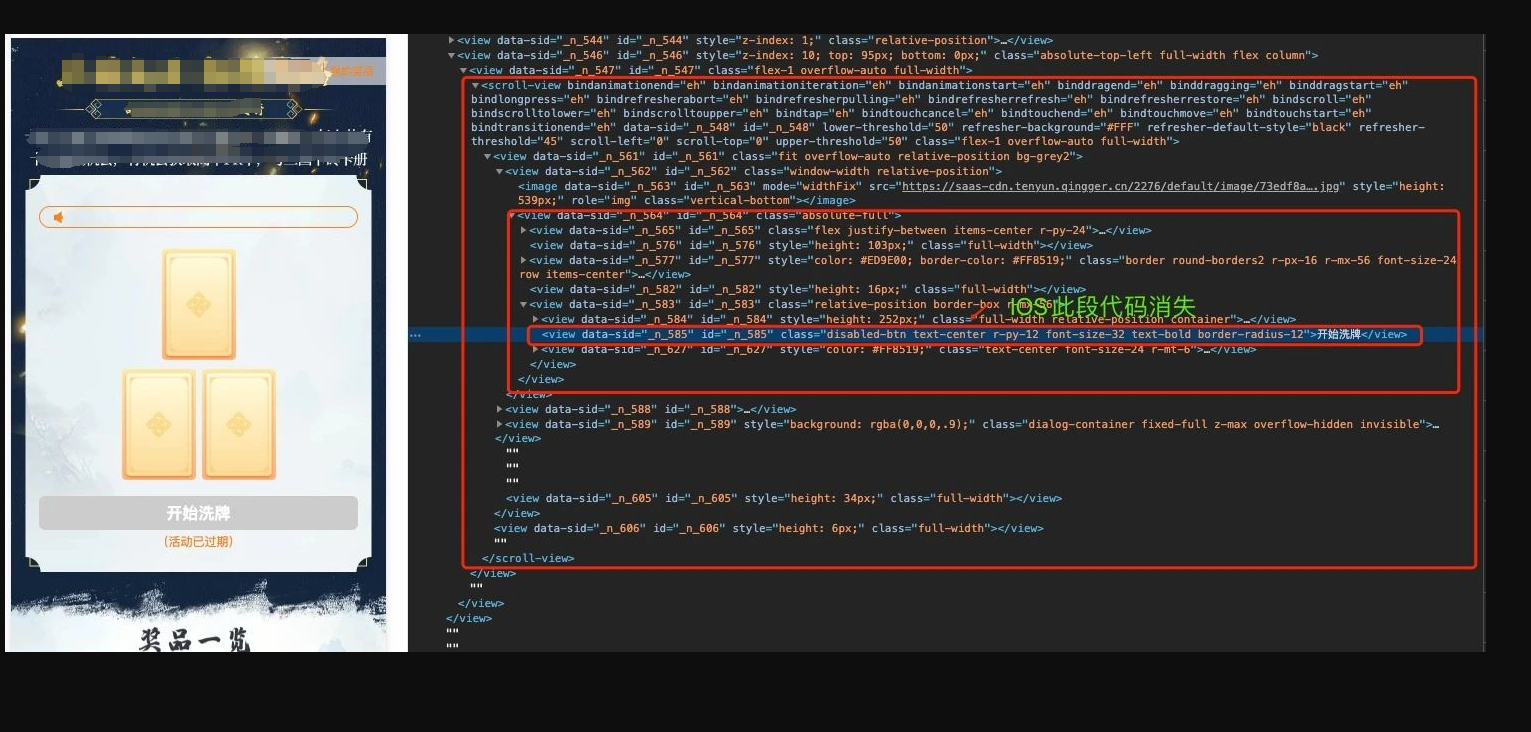 开始洗牌
(活动已过期)
奖品一览
▶<view data-sid="_n_544" id="_n_544" style="z-index: 1;" class="relative-position">…</view>
▼<view data-sid="_n_546" id="_n_546" style="z-index: 10; top: 95px; bottom: 0px;" class="absolute-top-left full-width flex column">
▼<view data-sid="_n_547" id="_n_547" class="flex-1 overflow-auto full-width">
▼<scroll-view bindanimationend="eh" bindanimationiteration="eh" bindanimationstart="eh" binddragend="eh" binddragging="eh" binddragstart="eh"
bindlongpress="eh" bindrefresherabort="eh" bindrefresherpulling="eh" bindrefresherrefresh="eh" bindrefresherrestore="eh" bindscroll="eh"
bindscrolltolower="eh" bindscrolltoupper="eh" bindtap="eh" bindtouchcancel="eh" bindtouchend="eh" bindtouchmove="eh" bindtouchstart="eh"
bindtransitionend="eh" data-sid="_n_548" id="_n_548" lower-threshold="50" refresher-background="#FFF" refresher-default-style="black" refresher-
threshold="45" scroll-left="0" scroll-top="0" upper-threshold="50" class="flex-1 overflow-auto full-width">
▼<view data-sid="_n_561" id="_n_561" class="fit overflow-auto relative-position bg-grey2">
▼<view data-sid="_n_562" id="_n_562" class="window-width relative-position">
<image data-sid="_n_563" id="_n_563" mode="widthFix" src="https://saas-cdn.tenyun.qingger.cn/2276/default/image/73edf8a….jpg" style="height:
539px;" role="img" class="vertical-bottom"></image>
▼<view data-sid="_n_564" id="_n_564" class="absolute-full">
▶<view data-sid="_n_565" id="_n_565" class="flex justify-between items-center r-py-24">…</view>
<view data-sid="_n_576" id="_n_576" style="height: 103px;" class="full-width"></view>
▶<view data-sid="_n_577" id="_n_577" style="color: #ED9E00; border-color: #FF8519;" class="border round-borders2 r-px-16 r-mx-56 font-size-24
row items-center">…</view>
<view data-sid="_n_582" id="_n_582" style="height: 16px;" class="full-width"></view>
▼<view data-sid="_n_583" id="_n_583" class="relative-position border-box r-mx-56">
IOS此段代码消失
▶<view data-sid="_n_584" id="_n_584" style="height: 252px;" class="full-width relative-position container">…</view>
<view data-sid="_n_585" id="_n_585" class="disabled-btn text-center r-py-12 font-size-32 text-bold border-radius-12">开始洗牌</view>
▶<view data-sid="_n_627" id="_n_627" style="color: #FF8519;" class="text-center font-size-24 r-mt-6">…</view>
</view>
</view>
</view>
▶<view data-sid="_n_588" id="_n_588">…</view>
▶<view data-sid="_n_589" id="_n_589" style="background: rgba(0,0,0,.9);" class="dialog-container fixed-full z-max overflow-hidden invisible">…
</view>
""
""
""
<view data-sid="_n_605" id="_n_605" style="height: 34px;" class="full-width"></view>
</view>
<view data-sid="_n_606" id="_n_606" style="height: 6px;" class="full-width"></view>
""
</scroll-view>
</view>
""
</view>
</view>
""
""